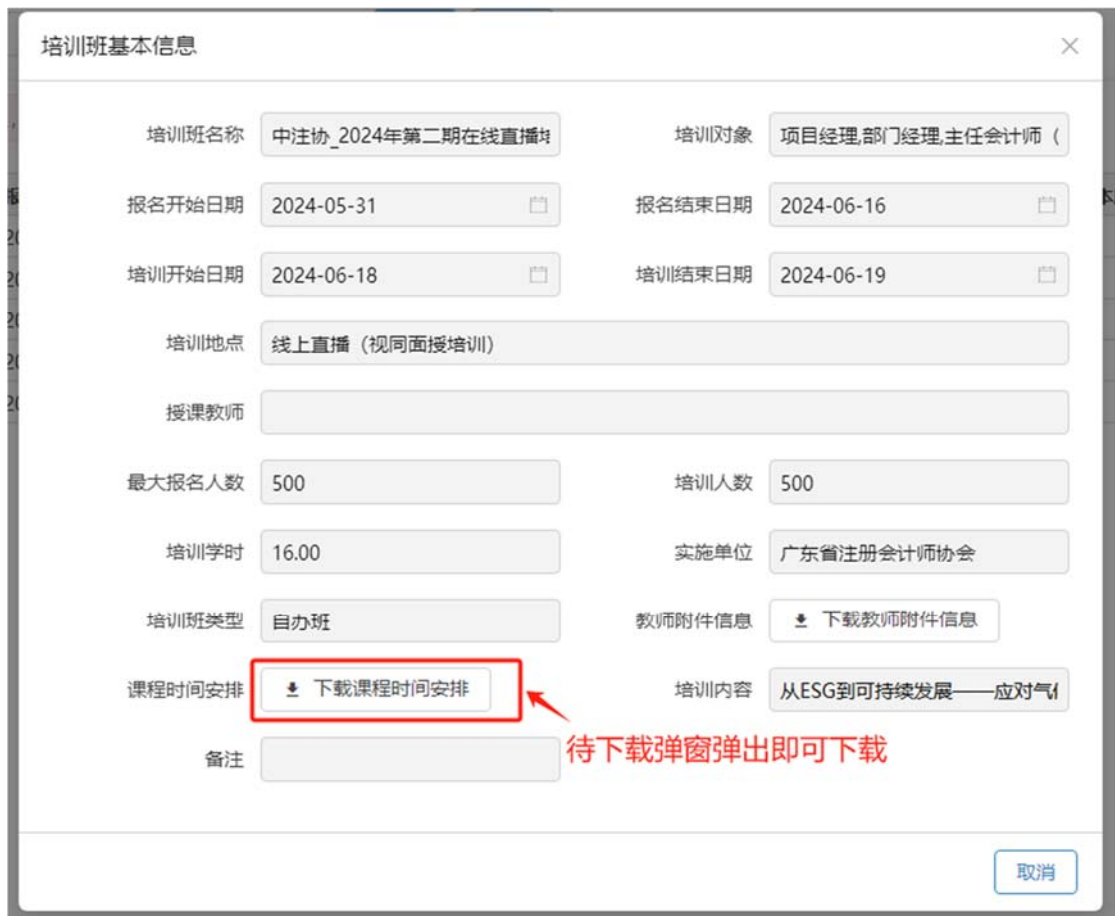 培训班基本信息
培训班名称 中注协_2024年第二期在线直播培 培训对象 项目经理,部门经理,主任会计师（
报名开始日期 2024-05-31 报名结束日期 2024-06-16
培训开始日期 2024-06-18 培训结束日期 2024-06-19
培训地点 线上直播（视同面授培训）
授课教师
最大报名人数 500 培训人数 500
培训学时 16.00 实施单位 广东省注册会计师协会
培训班类型 自办班 教师附件信息 下载教师附件信息
课程时间安排 下载课程时间安排 培训内容 从ESG到可持续发展——应对气
待下载弹窗弹出即可下载
备注
取消